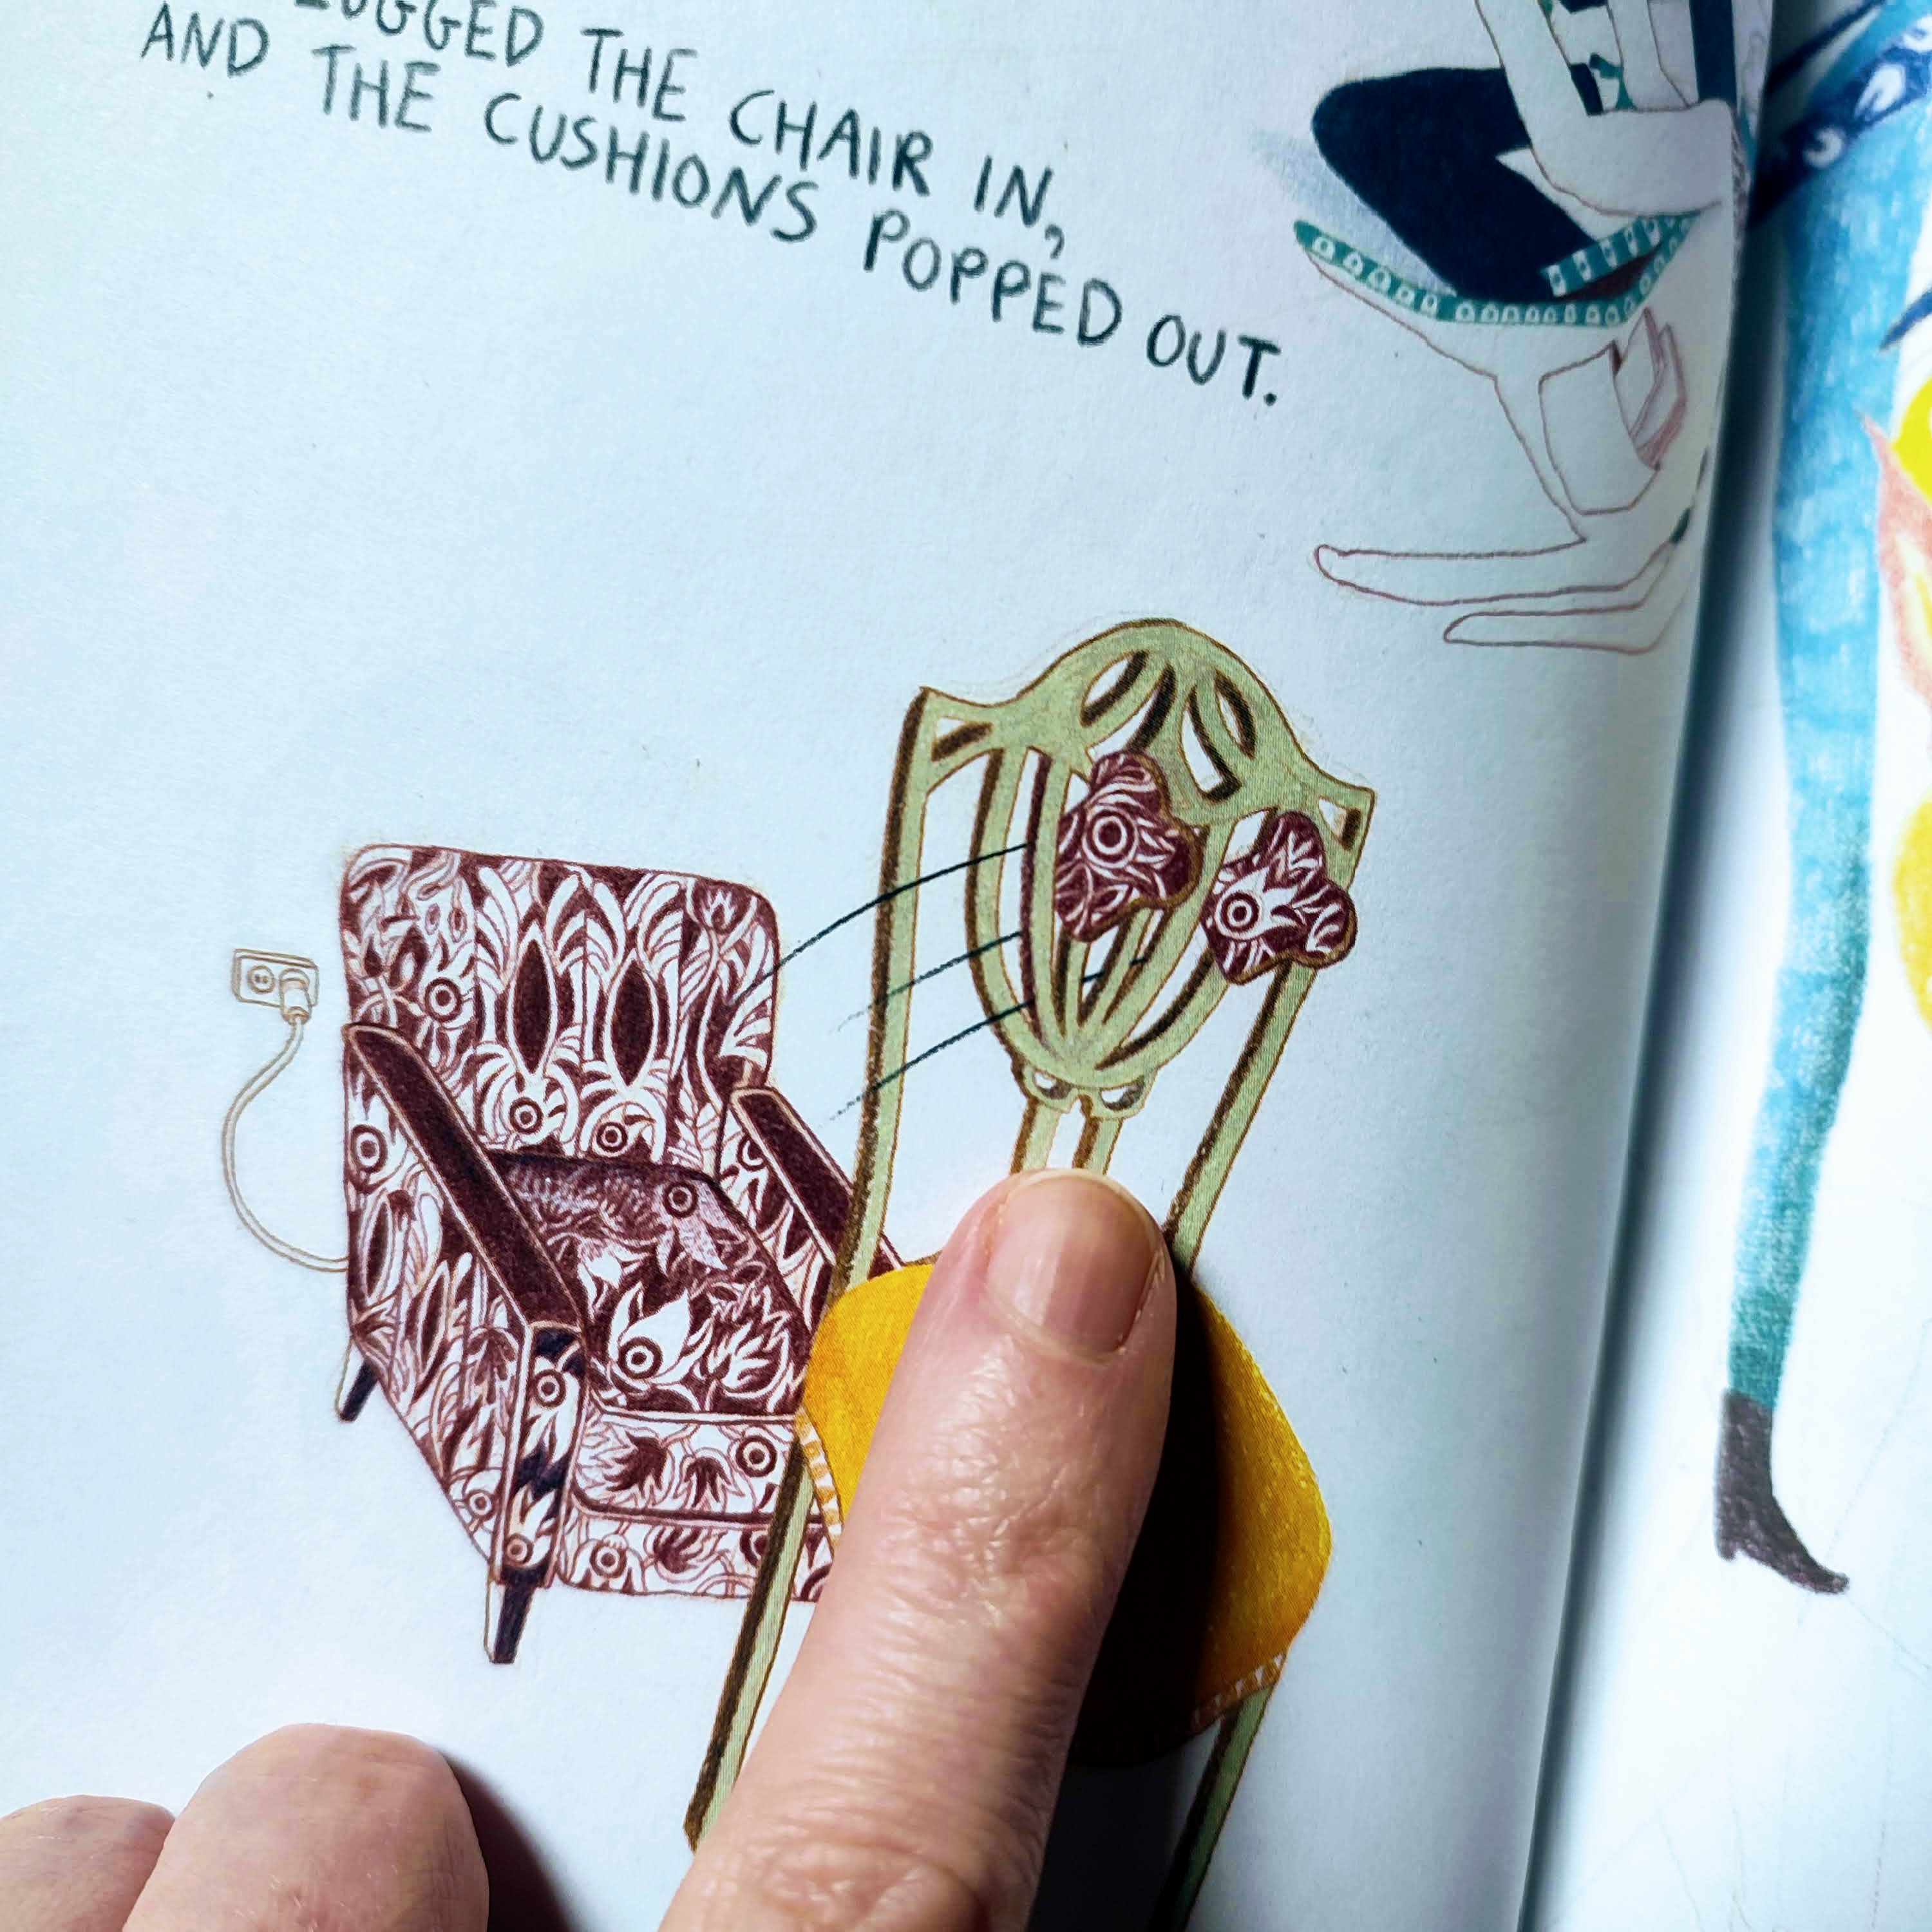 THE CHAIR IN,
AND THE CUSHIONS POPPED OUT.